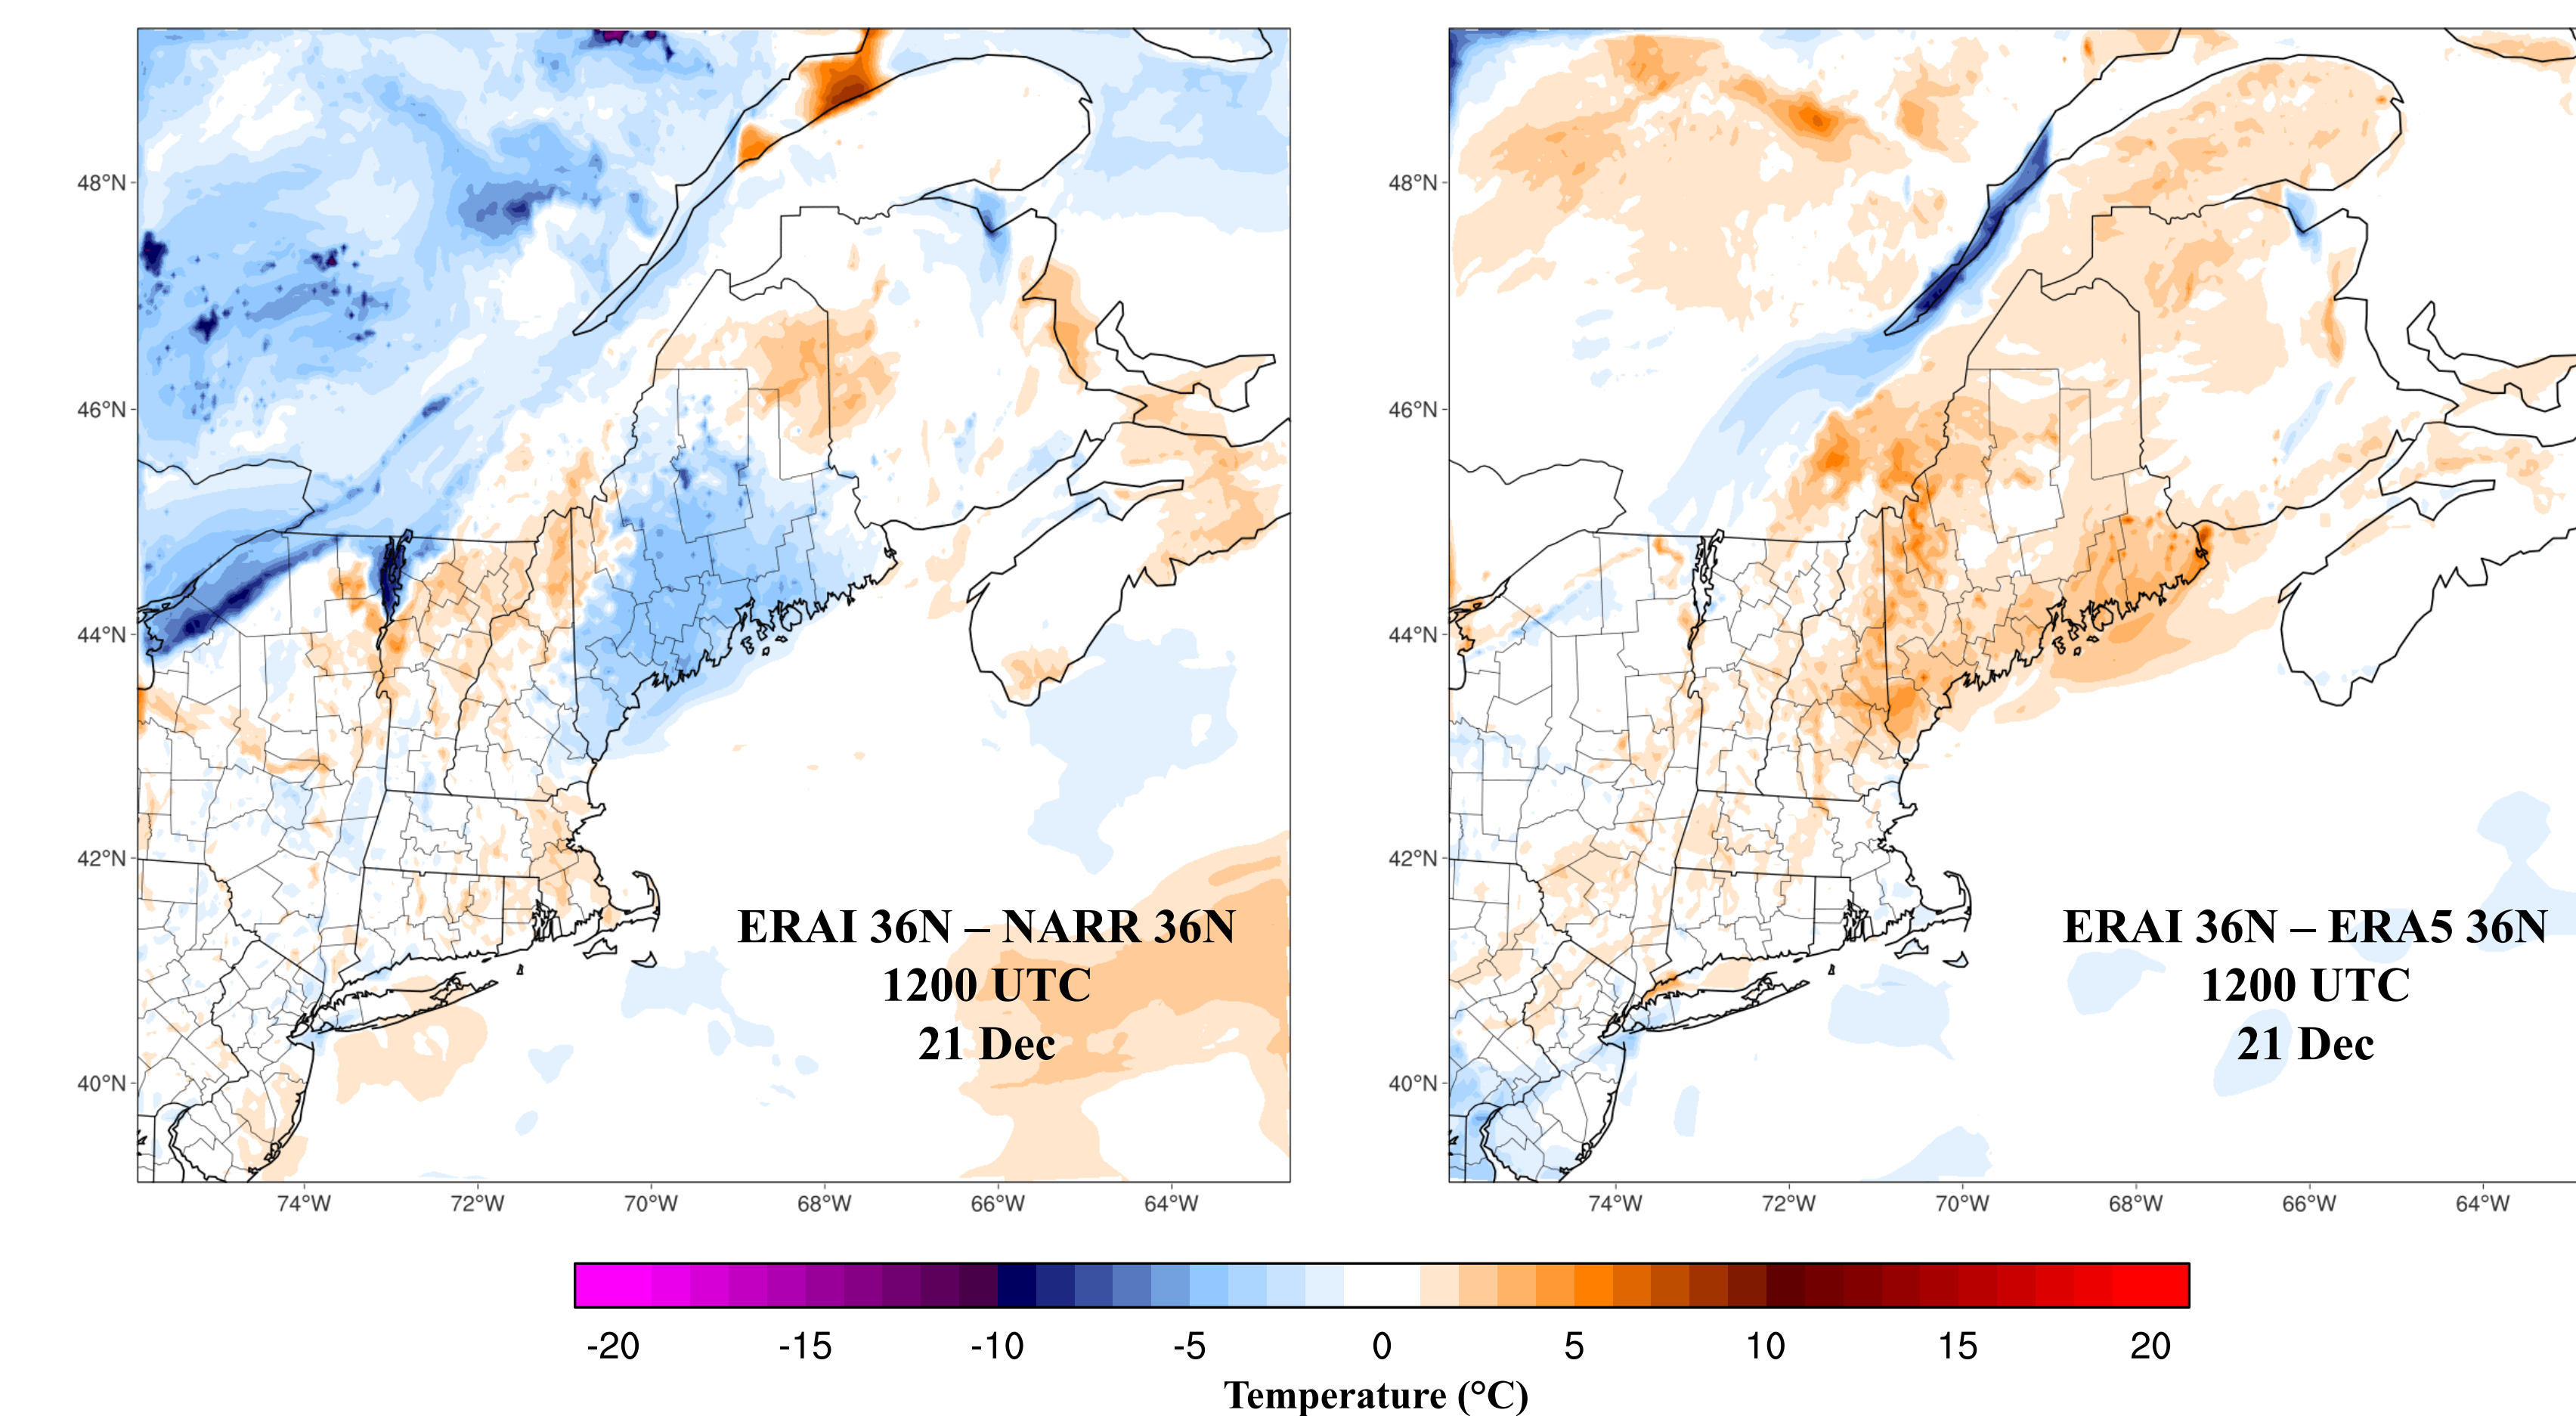 48°N
46°N
44°N
42°N
40°N
74°W 72°W 70°W 68°W 66°W 64°W
ERAI 36N – NARR 36N
1200 UTC
21 Dec
48°N
46°N
44°N
42°N
40°N
74°W 72°W 70°W 68°W 66°W 64°W
ERAI 36N – ERA5 36N
1200 UTC
21 Dec
-20 -15 -10 -5 0 5 10 15 20
Temperature (°C)